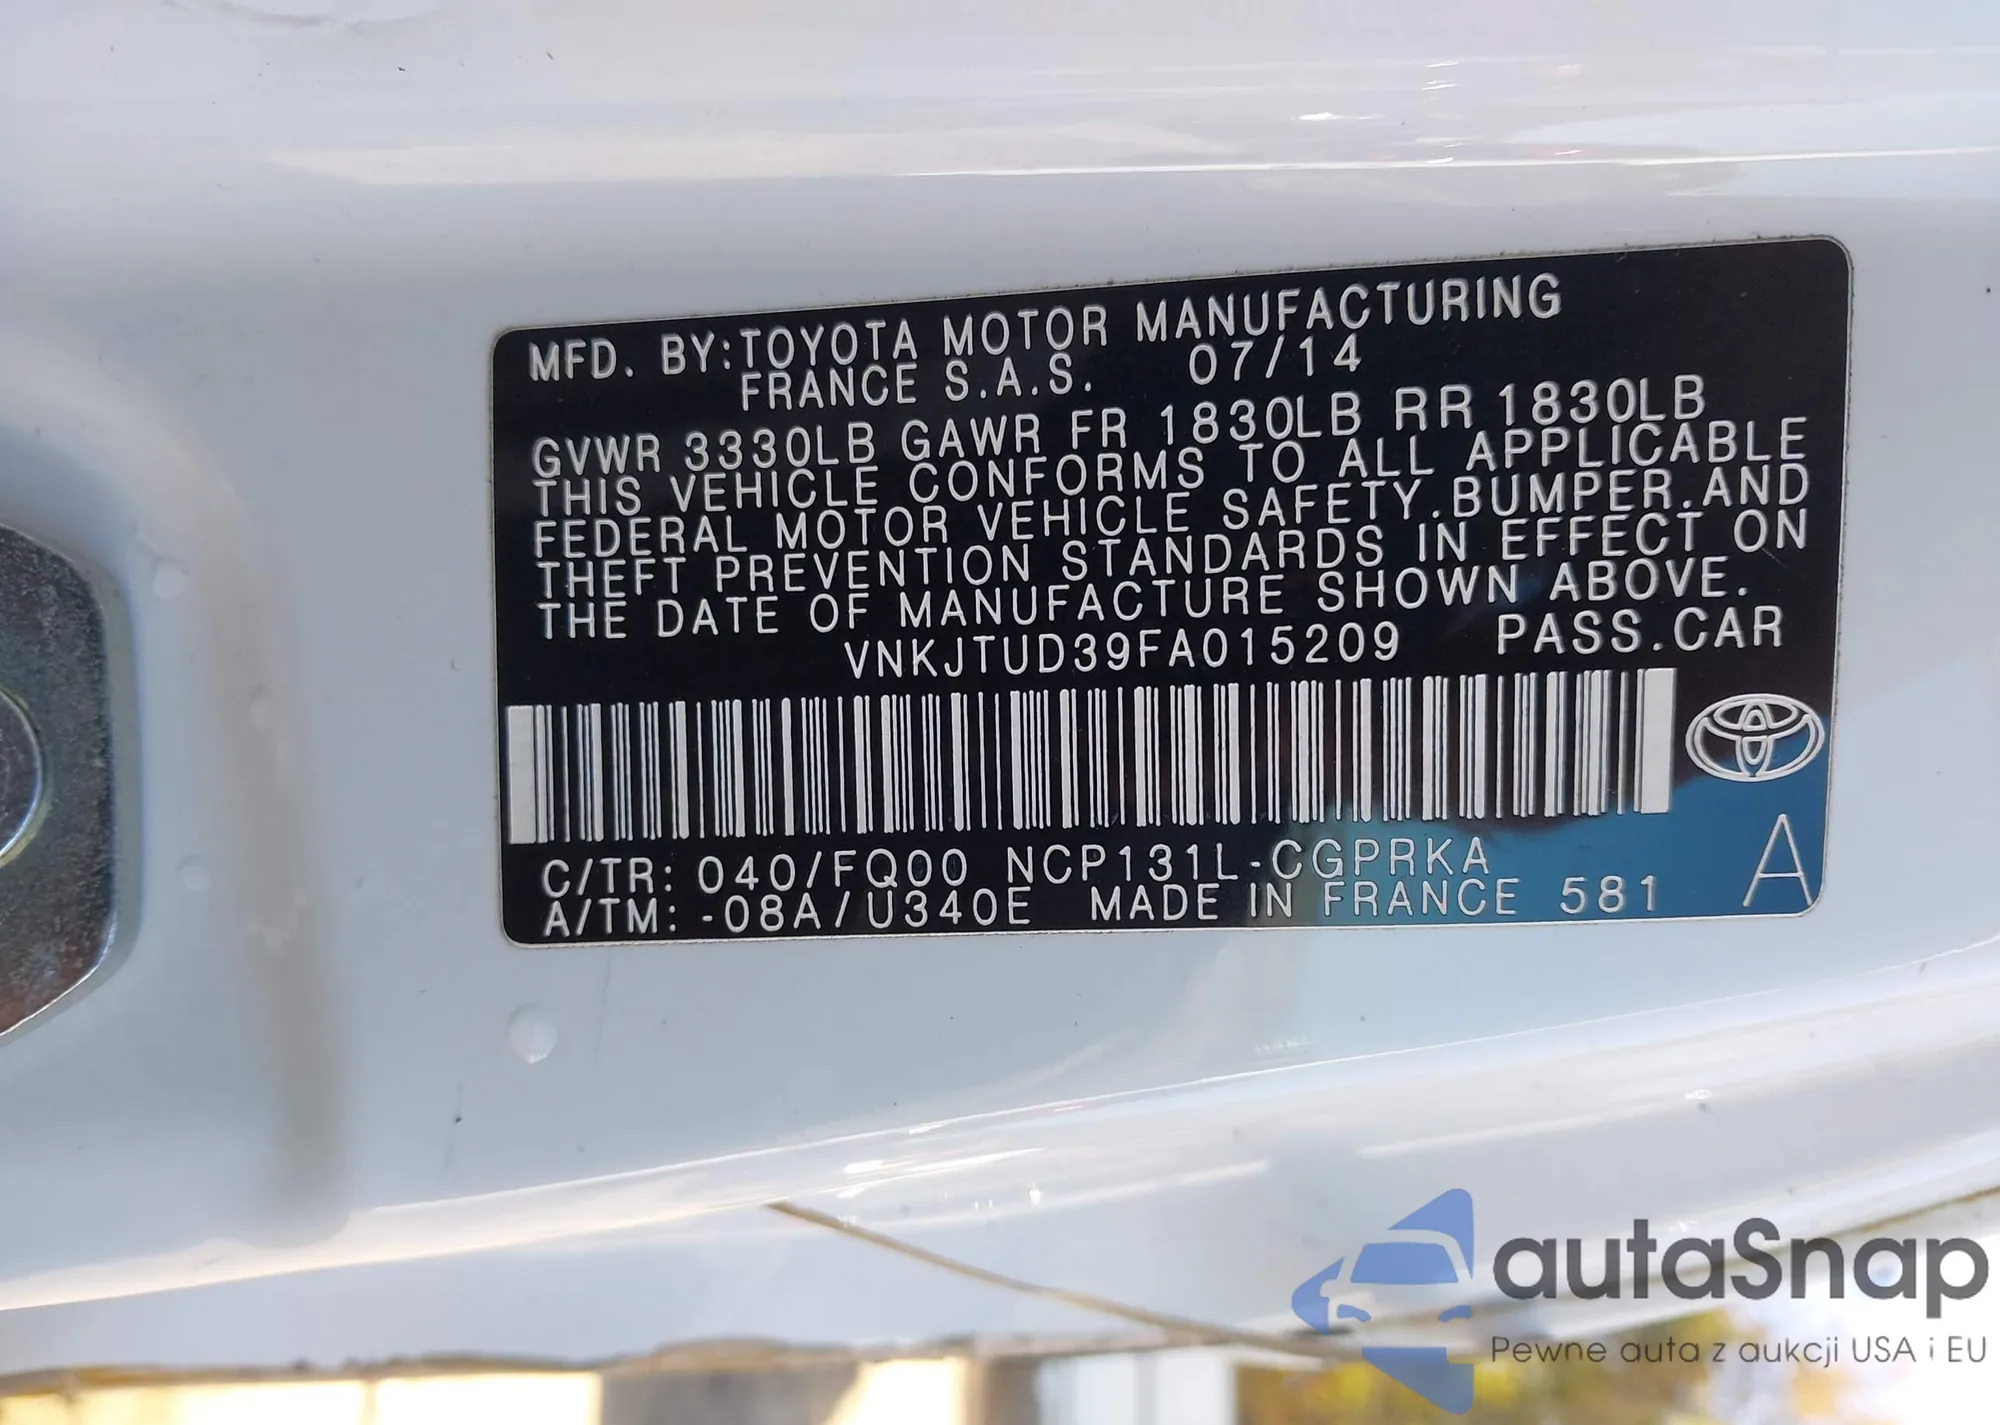 MFD. BY:TOYOTA MOTOR MANUFACTURING
FRANCE S.A.S. 07/14
GVWR 3330LB GAWR FR 1830LB RR 1830LB
THIS VEHICLE CONFORMS TO ALL APPLICABLE
FEDERAL MOTOR VEHICLE SAFETY.BUMPER.AND
THEFT PREVENTION STANDARDS IN EFFECT ON
THE DATE OF MANUFACTURE SHOWN ABOVE.
VNKJTUD39FA015209 PASS.CAR
C/TR: 040/FQ00 NCP131L-CGPRKA
A/TM: -08A/U340E MADE IN FRANCE 581 A
autaSnap
Pewne auta z aukcji USA i EU